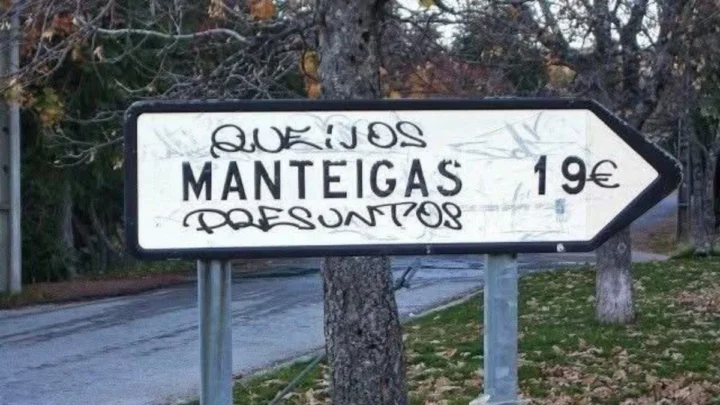 QUEIJOS
MANTEIGAS 19€
PRESUNTOS